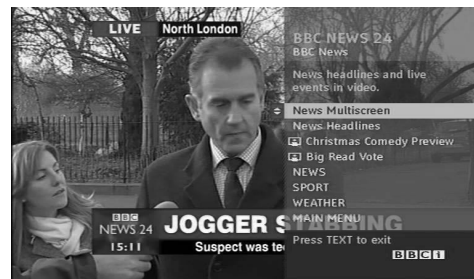 LIVE North London
BBC NEWS 24
BBC News
News headlines and live
events in video.
News Multiscreen
News Headlines
Christmas Comedy Preview
Big Read Vote
NEWS
SPORT
WEATHER
MAIN MENU
Press TEXT to exit
BBC 1
BBC
NEWS 24
15:11
JOGGER STABBING
Suspect was